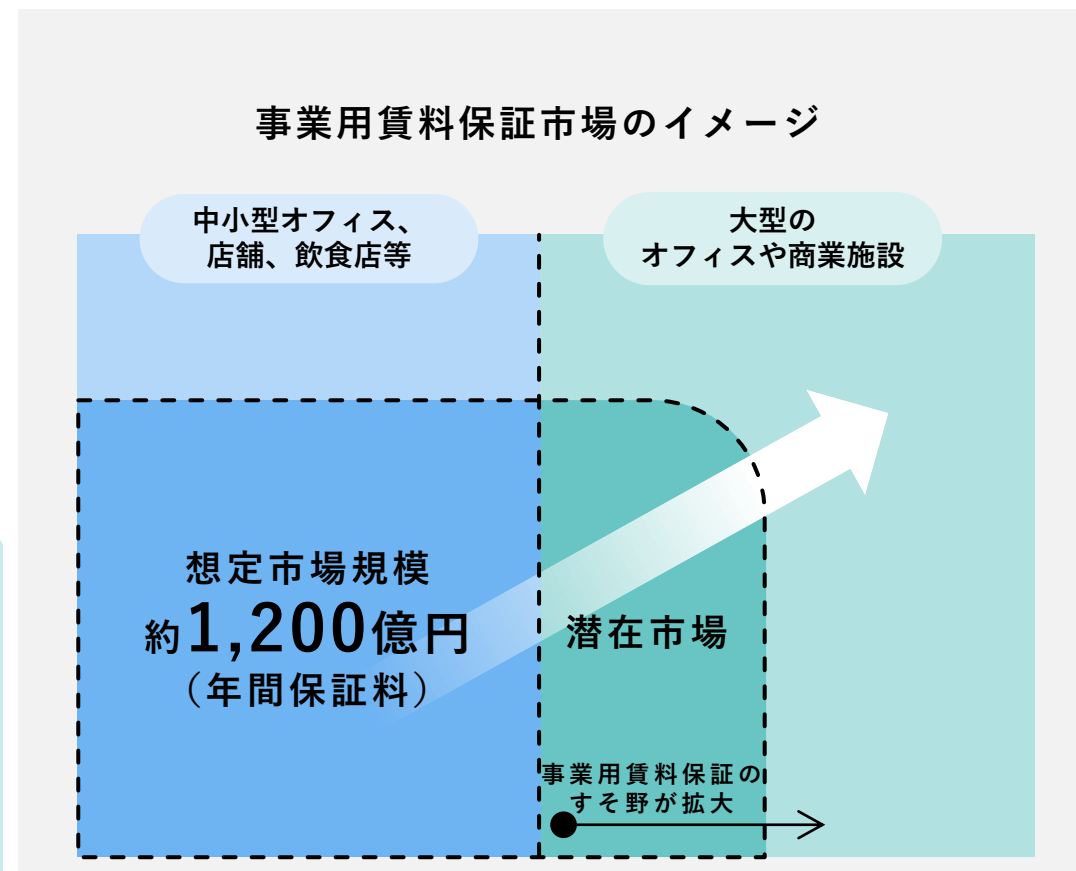 事業用賃料保証市場のイメージ
中小型オフィス、
店舗、飲食店等
大型の
オフィスや商業施設
想定市場規模
約1,200億円
（年間保証料）
潜在市場
事業用賃料保証の
すそ野が拡大